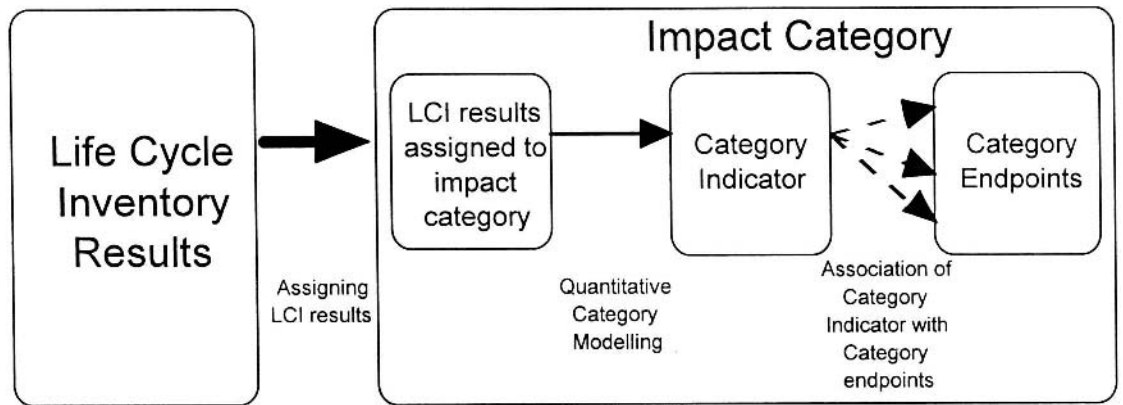 Life Cycle
Inventory
Results
Assigning
LCI results
Impact Category
LCI results
assigned to
impact
category
Quantitative
Category
Modelling
Category
Indicator
Association of
Category
Indicator with
Category
endpoints
Category
Endpoints